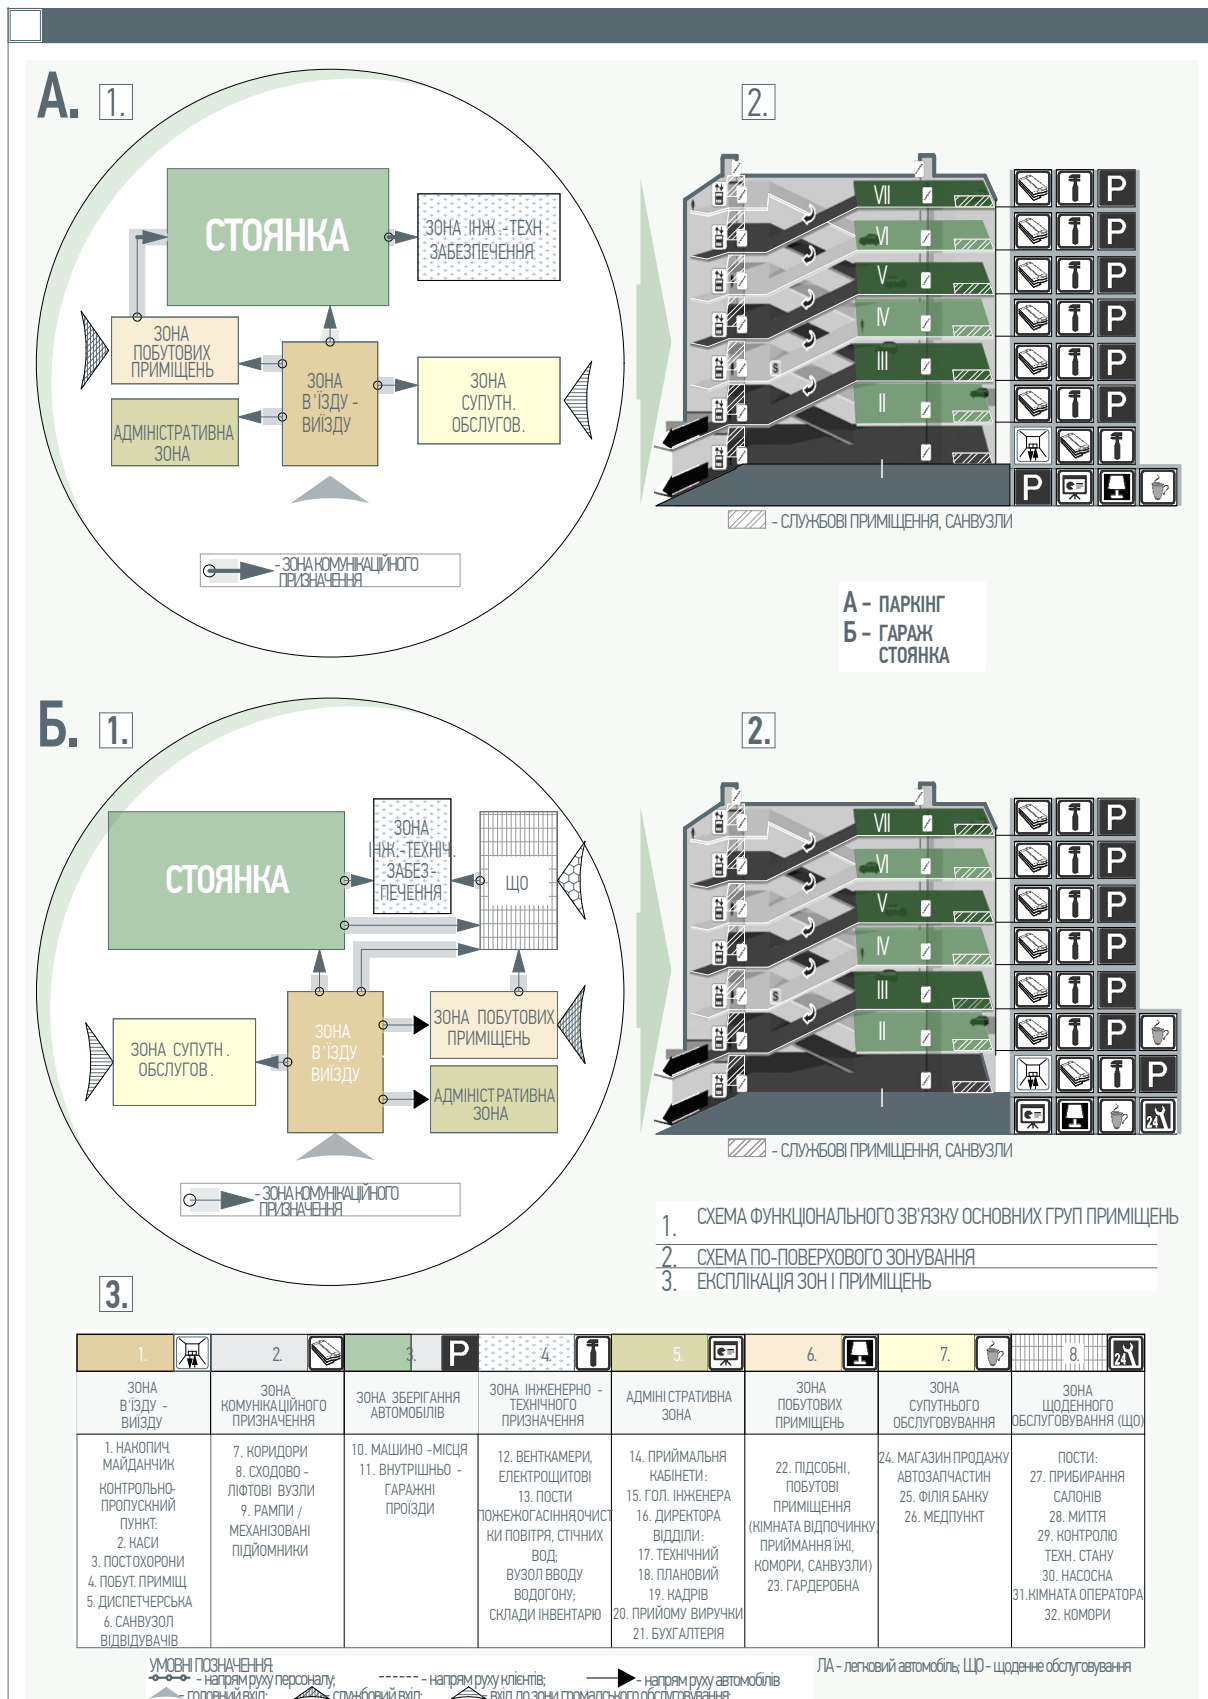 А.
1.
2.
СТОЯНКА
ЗОНА ІНЖ.-ТЕХН.
ЗАБЕЗПЕЧЕННЯ
ЗОНА
ПОБУТОВИХ
ПРИМІЩЕНЬ
ЗОНА
В'ЇЗДУ -
ВИЇЗДУ
ЗОНА
СУПУТН.
ОБСЛУГОВ.
АДМІНІСТРАТИВНА
ЗОНА
- ЗОНА КОМУНІКАЦІЙНОГО
ПРИЗНАЧЕННЯ
VII
P
VI
P
V
P
IV
P
III
S
P
II
P
P
- СЛУЖБОВІ ПРИМІЩЕННЯ, САНВУЗЛИ
А - ПАРКІНГ
Б - ГАРАЖ
СТОЯНКА
Б.
1.
2.
СТОЯНКА
ЗОНА
ІНЖ.-ТЕХНІЧ.
ЗАБЕЗ-
ПЕЧЕННЯ
ЩО
ЗОНА
В'ЇЗДУ
ВИЇЗДУ
ЗОНА ПОБУТОВИХ
ПРИМІЩЕНЬ
ЗОНА СУПУТН.
ОБСЛУГОВ.
АДМІНІСТРАТИВНА
ЗОНА
- ЗОНА КОМУНІКАЦІЙНОГО
ПРИЗНАЧЕННЯ
VII
P
VI
P
V
P
IV
P
III
S
P
II
P
P
24
- СЛУЖБОВІ ПРИМІЩЕННЯ, САНВУЗЛИ
1. СХЕМА ФУНКЦІОНАЛЬНОГО ЗВ'ЯЗКУ ОСНОВНИХ ГРУП ПРИМІЩЕНЬ
2. СХЕМА ПО-ПОВЕРХОВОГО ЗОНУВАННЯ
3. ЕКСПЛІКАЦІЯ ЗОН І ПРИМІЩЕНЬ
3.
1.
ЗОНА
В'ЇЗДУ -
ВИЇЗДУ
1. НАКОПИЧ.
МАЙДАНЧИК
КОНТРОЛЬНО-
ПРОПУСКНИЙ
ПУНКТ:
2. КАСИ
3. ПОСТ ОХОРОНИ
4. ПОБУТ. ПРИМІЩ.
5. ДИСПЕТЧЕРСЬКА
6. САНВУЗОЛ
ВІДВІДУВАЧІВ
2.
ЗОНА
КОМУНІКАЦІЙНОГО
ПРИЗНАЧЕННЯ
7. КОРИДОРИ
8. СХОДОВО -
ЛІФТОВІ ВУЗЛИ
9. РАМПИ /
МЕХАНІЗОВАНІ
ПІДЙОМНИКИ
3. P
ЗОНА ЗБЕРІГАННЯ
АВТОМОБІЛІВ
10. МАШИНО -МІСЦЯ
11. ВНУТРІШНЬО -
ГАРАЖНІ
ПРОЇЗДИ
4.
ЗОНА ІНЖЕНЕРНО -
ТЕХНІЧНОГО
ПРИЗНАЧЕННЯ
12. ВЕНТКАМЕРИ,
ЕЛЕКТРОЩИТОВІ
13. ПОСТИ
ПОЖЕЖОГАСІННЯ,ОЧИСТ
КИ ПОВІТРЯ, СТІЧНИХ
ВОД;
ВУЗОЛ ВВОДУ
ВОДОГОНУ;
СКЛАДИ ІНВЕНТАРЮ
5.
АДМІНІСТРАТИВНА
ЗОНА
14. ПРИЙМАЛЬНЯ
КАБІНЕТИ:
15. ГОЛ. ІНЖЕНЕРА
16. ДИРЕКТОРА
ВІДДІЛИ:
17. ТЕХНІЧНИЙ
18. ПЛАНОВИЙ
19. КАДРІВ
20. ПРИЙОМУ ВИРУЧКИ
21. БУХГАЛТЕРІЯ
6.
ЗОНА
ПОБУТОВИХ
ПРИМІЩЕНЬ
22. ПІДСОБНІ,
ПОБУТОВІ
ПРИМІЩЕННЯ
(КІМНАТА ВІДПОЧИНКУ,
ПРИЙМАННЯ ЇЖІ,
КОМОРИ, САНВУЗЛИ)
23. ГАРДЕРОБНА
7.
ЗОНА
СУПУТНЬОГО
ОБСЛУГОВУВАННЯ
24. МАГАЗИН ПРОДАЖУ
АВТОЗАПЧАСТИН
25. ФІЛІЯ БАНКУ
26. МЕДПУНКТ
8. 24
ЗОНА
ЩОДЕННОГО
ОБСЛУГОВУВАННЯ (ЩО)
ПОСТИ:
27. ПРИБИРАННЯ
САЛОНІВ
28. МИТТЯ
29. КОНТРОЛЮ
ТЕХН. СТАНУ
30. НАСОСНА
31.КІМНАТА ОПЕРАТОРА
32. КОМОРИ
УМОВНІ ПОЗНАЧЕННЯ:
- напрям руху персоналу; - напрям руху клієнтів; - напрям руху автомобілів
ЛА - легковий автомобіль; ЩО - щоденне обслуговування
- головний вхід; - службовий вхід; - вхід до зони громадського обслуговування;